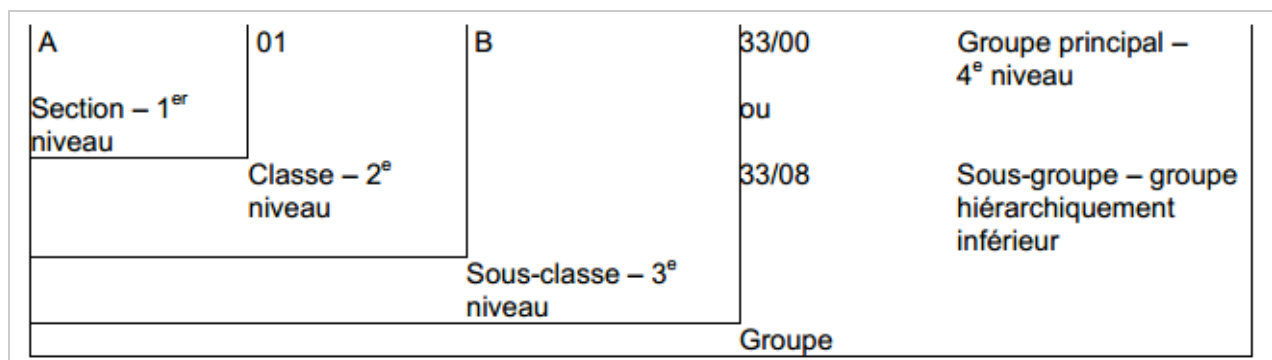 A 01 B 33/00 Groupe principal –
4e niveau
Section – 1er ou
niveau
Classe – 2e 33/08 Sous-groupe – groupe
niveau hiérarchiquement
inférieur
Sous-classe – 3e
niveau
Groupe